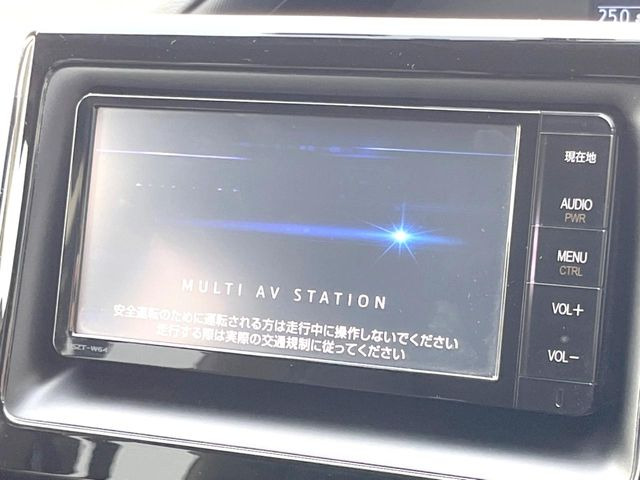 250
現在地
AUDIO
PWR
MENU
CTRL
VOL+
VOL−
MULTI AV STATION
安全運転のために運転される方は走行中に操作しないでください
走行する際は実際の交通規制に従ってください
SZT-W64